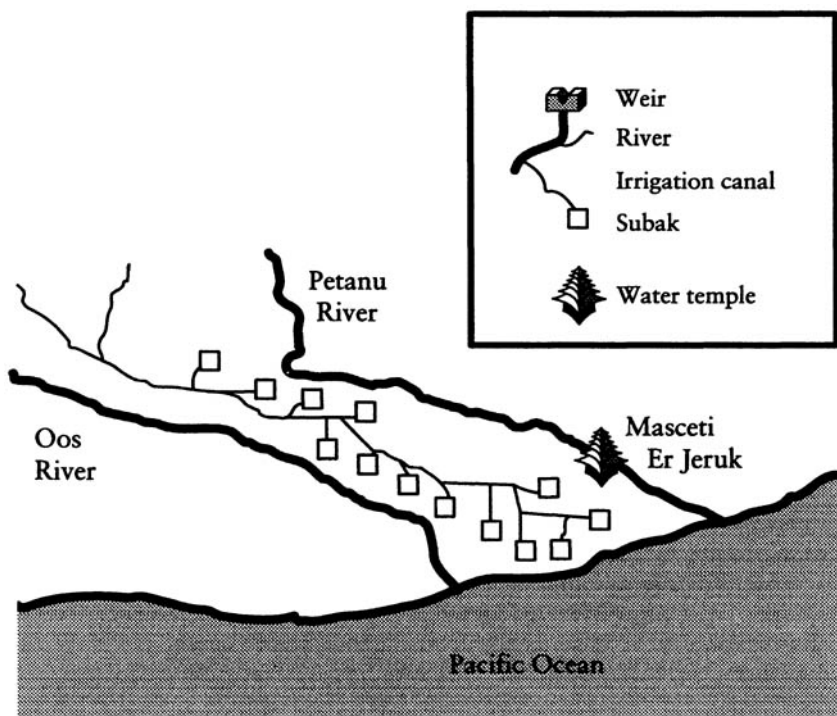 Weir
River
Irrigation canal
Subak
Water temple
Petanu
River
Oos
River
Masceti
Er Jeruk
Pacific Ocean